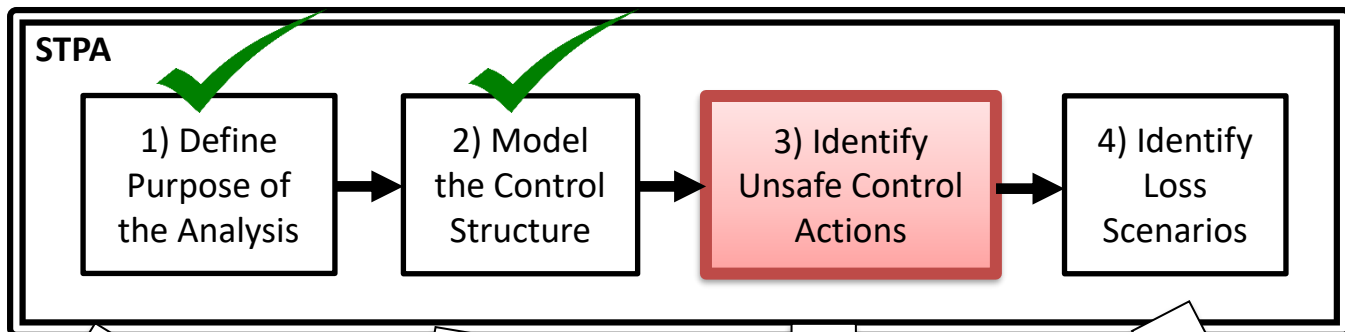 STPA
1) Define
Purpose of
the Analysis
2) Model
the Control
Structure
3) Identify
Unsafe Control
Actions
4) Identify
Loss
Scenarios